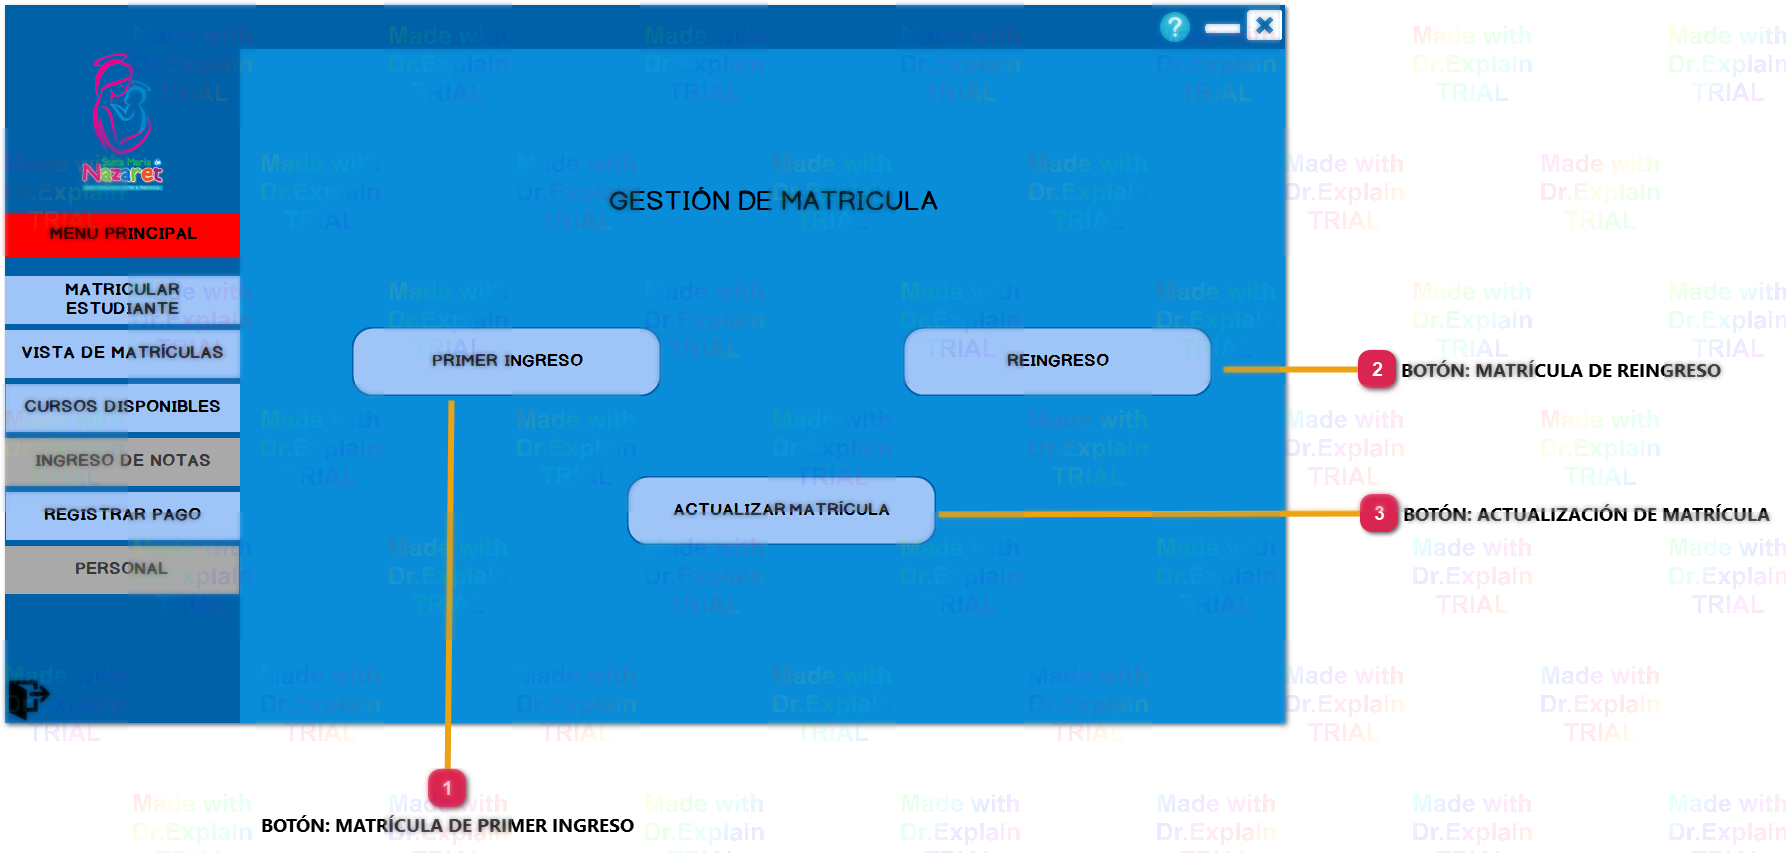 ?
Santa María de
Nazaret
MENU PRINCIPAL
MATRICULAR
ESTUDIANTE
VISTA DE MATRÍCULAS
CURSOS DISPONIBLES
INGRESO DE NOTAS
REGISTRAR PAGO
PERSONAL
GESTIÓN DE MATRICULA
PRIMER INGRESO
REINGRESO
ACTUALIZAR MATRÍCULA
2 BOTÓN: MATRÍCULA DE REINGRESO
3 BOTÓN: ACTUALIZACIÓN DE MATRÍCULA
1
BOTÓN: MATRÍCULA DE PRIMER INGRESO
Made with
Dr.Explain
TRIAL